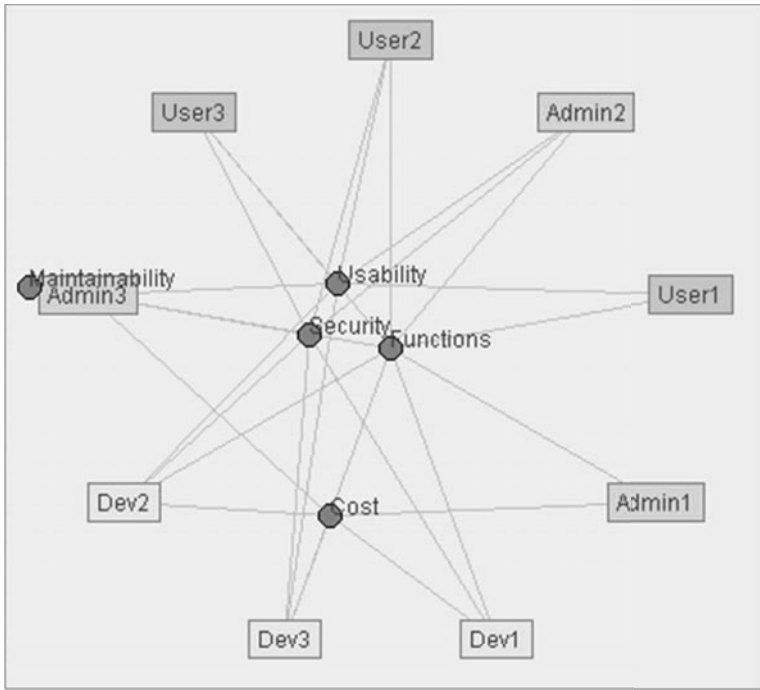 User2
User3
Admin2
Maintainability
Usability
Admin3
User1
Security
Functions
Dev2
Cost
Admin1
Dev3
Dev1